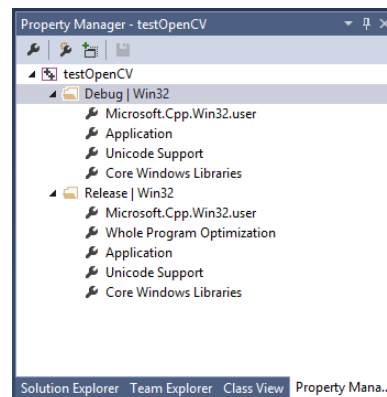 Property Manager - testOpenCV
testOpenCV
Debug | Win32
Microsoft.Cpp.Win32.user
Application
Unicode Support
Core Windows Libraries
Release | Win32
Microsoft.Cpp.Win32.user
Whole Program Optimization
Application
Unicode Support
Core Windows Libraries
Solution Explorer Team Explorer Class View Property Mana...